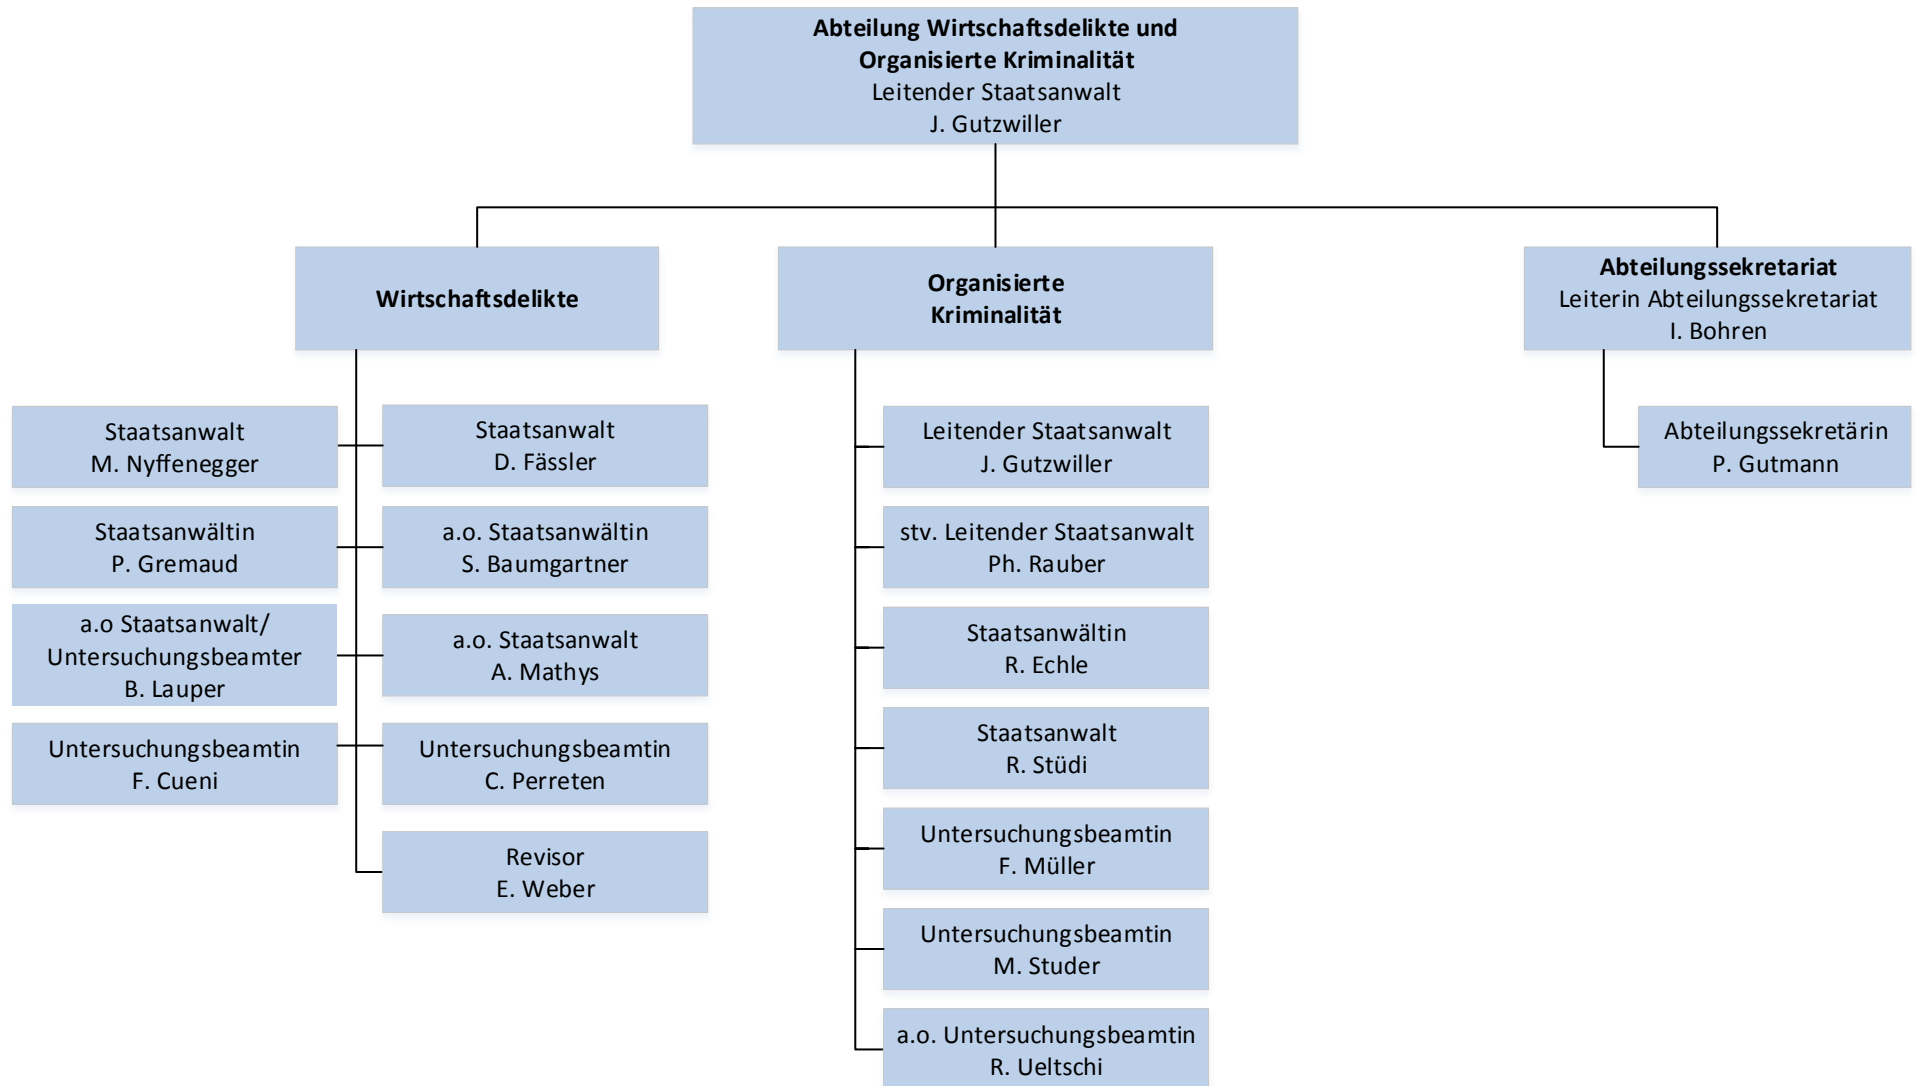 Abteilung Wirtschaftsdelikte und
Organisierte Kriminalität
Leitender Staatsanwalt
J. Gutzwiller
Wirtschaftsdelikte
Organisierte
Kriminalität
Abteilungssekretariat
Leiterin Abteilungssekretariat
I. Bohren
Staatsanwalt
M. Nyffenegger
Staatsanwalt
D. Fässler
Staatsanwältin
P. Gremaud
a.o. Staatsanwältin
S. Baumgartner
a.o Staatsanwalt/
Untersuchungsbeamter
B. Lauper
a.o. Staatsanwalt
A. Mathys
Untersuchungsbeamtin
F. Cueni
Untersuchungsbeamtin
C. Perreten
Revisor
E. Weber
Leitender Staatsanwalt
J. Gutzwiller
stv. Leitender Staatsanwalt
Ph. Rauber
Staatsanwältin
R. Echle
Staatsanwalt
R. Stüdi
Untersuchungsbeamtin
F. Müller
Untersuchungsbeamtin
M. Studer
a.o. Untersuchungsbeamtin
R. Ueltschi
Abteilungssekretärin
P. Gutmann